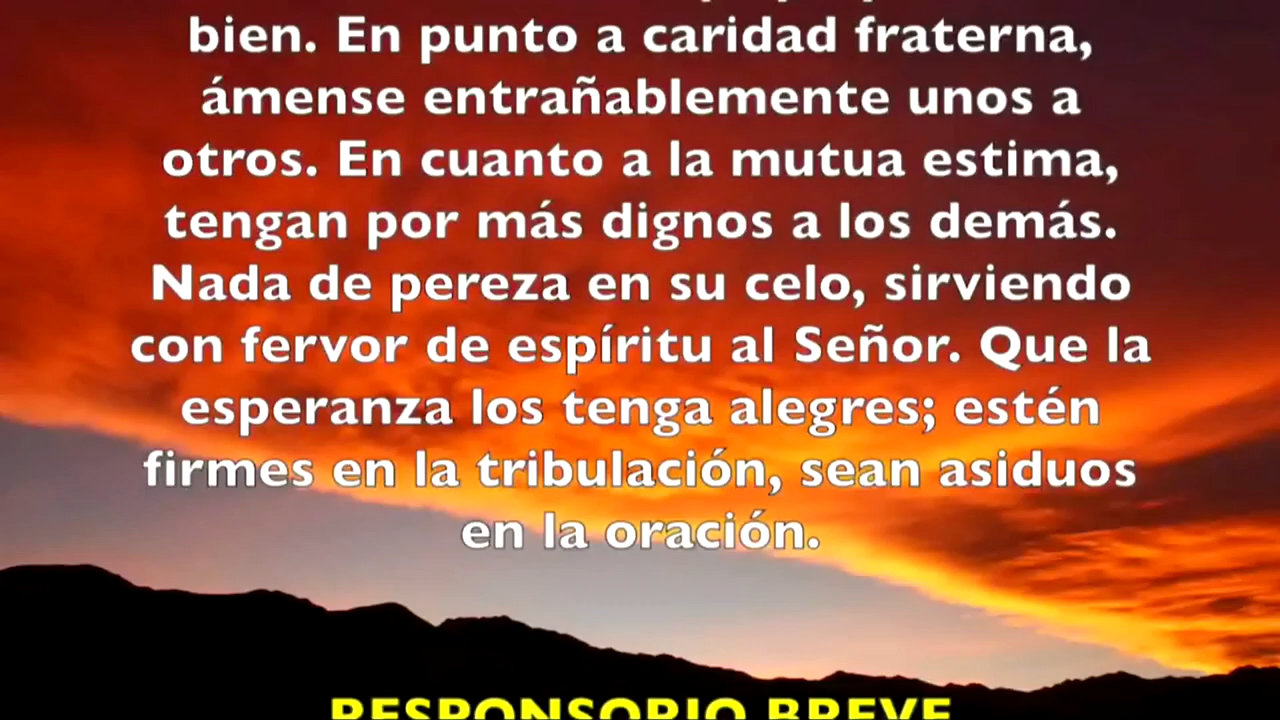 bien. En punto a caridad fraterna,
ámense entrañablemente unos a
otros. En cuanto a la mutua estima,
tengan por más dignos a los demás.
Nada de pereza en su celo, sirviendo
con fervor de espíritu al Señor. Que la
esperanza los tenga alegres; estén
firmes en la tribulación, sean asiduos
en la oración.
RESPONSORIO BREVE